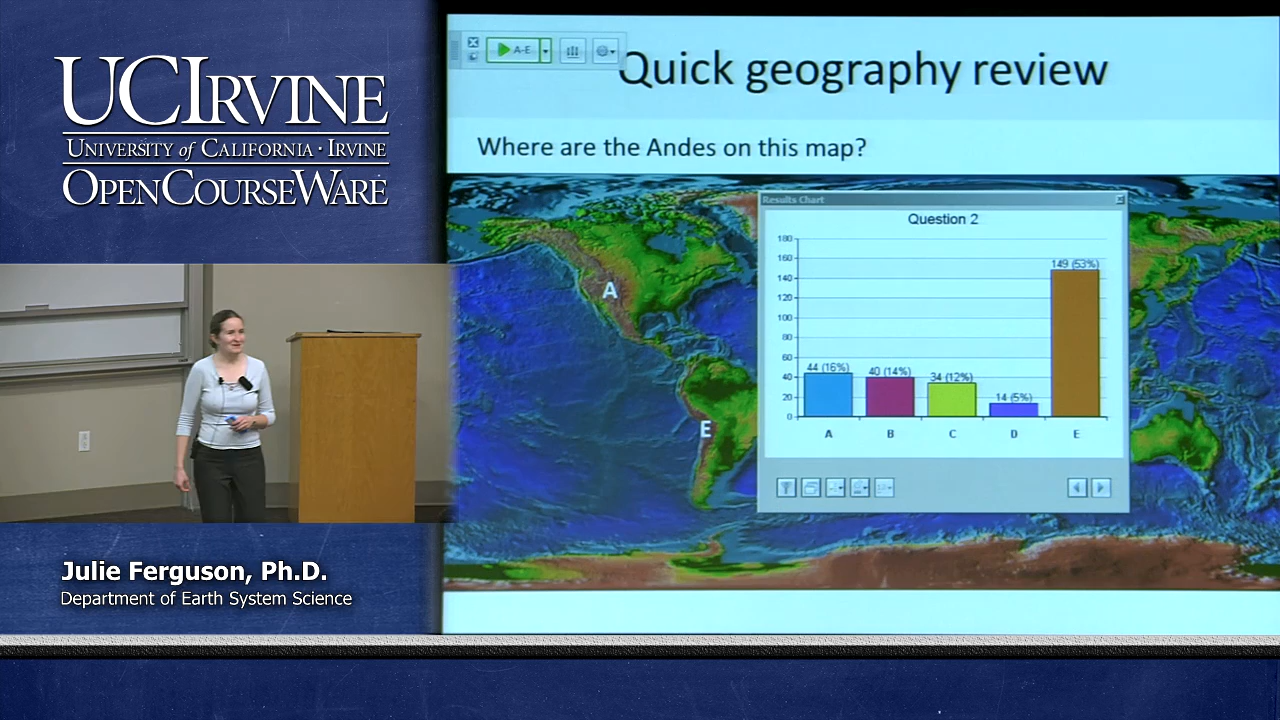 UCIRVINE
UNIVERSITY of CALIFORNIA · IRVINE
OPENCOURSEWARE
Julie Ferguson, Ph.D.
Department of Earth System Science
A-E
Quick geography review
Where are the Andes on this map?
A
E
Results Chart
Question 2
180
160
140
120
100
80
60
40
20
0
44 (16%)
40 (14%)
34 (12%)
14 (5%)
149 (53%)
A B C D E